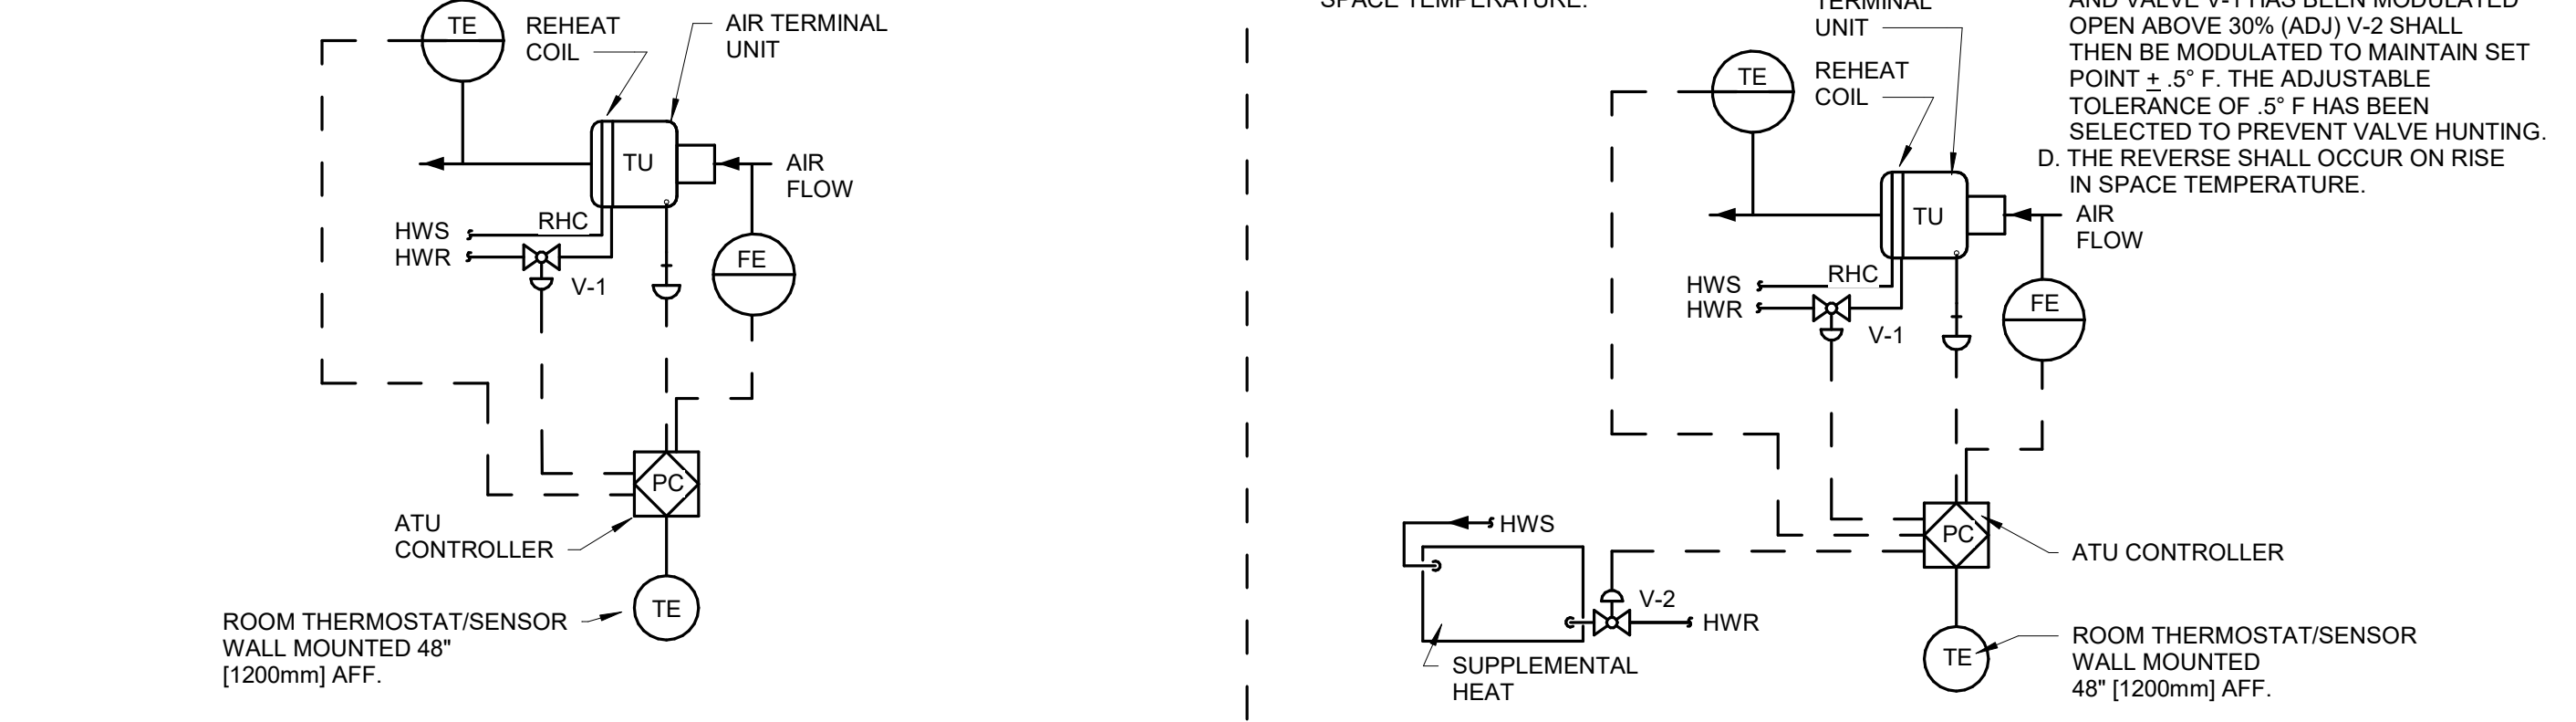 TE
REHEAT
COIL
AIR TERMINAL
UNIT
TU
AIR
FLOW
HWS
RHC
HWR
V-1
FE
PC
ATU
CONTROLLER
TE
ROOM THERMOSTAT/SENSOR
WALL MOUNTED 48"
[1200mm] AFF.
SPACE TEMPERATURE.
TERMINAL
UNIT
TE
REHEAT
COIL
AND VALVE V-1 HAS BEEN MODULATED
OPEN ABOVE 30% (ADJ) V-2 SHALL
THEN BE MODULATED TO MAINTAIN SET
POINT ± .5° F. THE ADJUSTABLE
TOLERANCE OF .5° F HAS BEEN
SELECTED TO PREVENT VALVE HUNTING.
D. THE REVERSE SHALL OCCUR ON RISE
IN SPACE TEMPERATURE.
TU
AIR
FLOW
HWS
RHC
HWR
V-1
FE
PC
ATU CONTROLLER
HWS
V-2
HWR
SUPPLEMENTAL
HEAT
TE
ROOM THERMOSTAT/SENSOR
WALL MOUNTED
48" [1200mm] AFF.